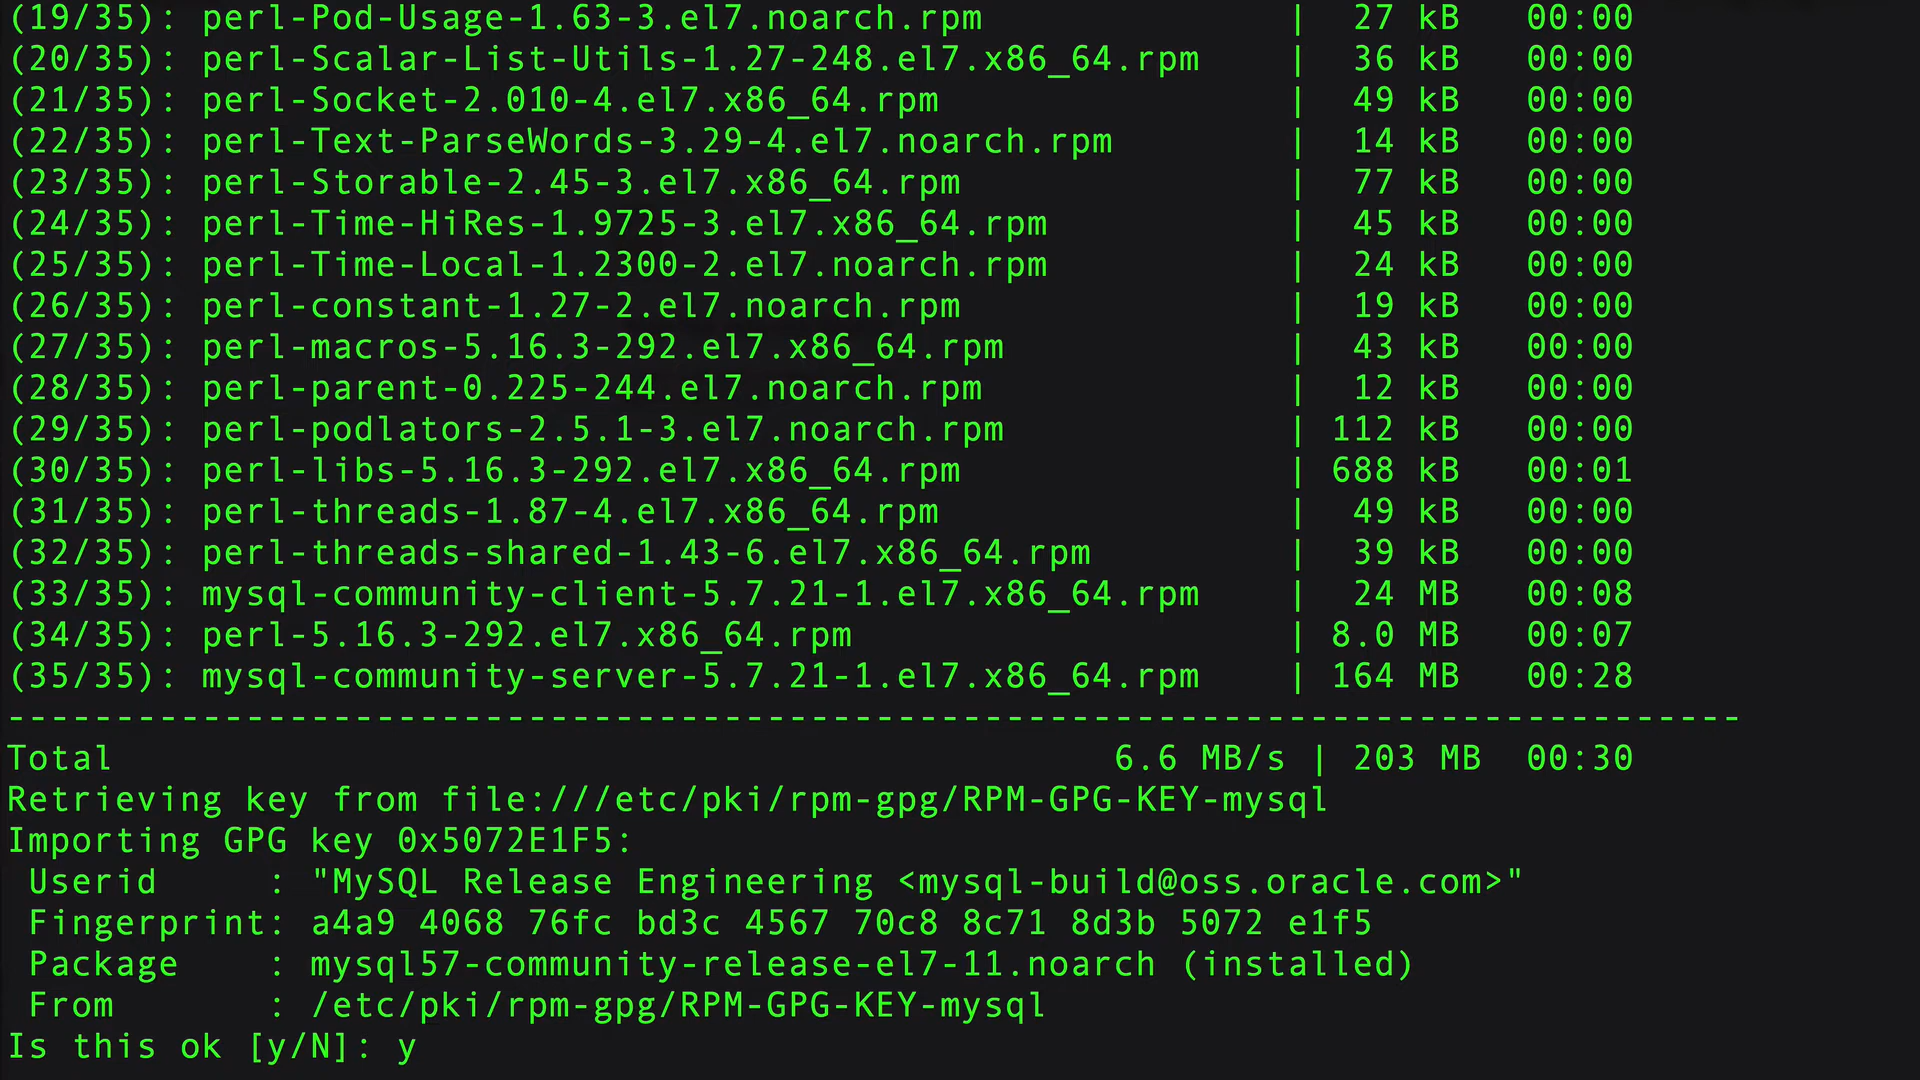 (19/35): perl-Pod-Usage-1.63-3.el7.noarch.rpm | 27 kB 00:00
(20/35): perl-Scalar-List-Utils-1.27-248.el7.x86_64.rpm | 36 kB 00:00
(21/35): perl-Socket-2.010-4.el7.x86_64.rpm | 49 kB 00:00
(22/35): perl-Text-ParseWords-3.29-4.el7.noarch.rpm | 14 kB 00:00
(23/35): perl-Storable-2.45-3.el7.x86_64.rpm | 77 kB 00:00
(24/35): perl-Time-HiRes-1.9725-3.el7.x86_64.rpm | 45 kB 00:00
(25/35): perl-Time-Local-1.2300-2.el7.noarch.rpm | 24 kB 00:00
(26/35): perl-constant-1.27-2.el7.noarch.rpm | 19 kB 00:00
(27/35): perl-macros-5.16.3-292.el7.x86_64.rpm | 43 kB 00:00
(28/35): perl-parent-0.225-244.el7.noarch.rpm | 12 kB 00:00
(29/35): perl-podlators-2.5.1-3.el7.noarch.rpm | 112 kB 00:00
(30/35): perl-libs-5.16.3-292.el7.x86_64.rpm | 688 kB 00:01
(31/35): perl-threads-1.87-4.el7.x86_64.rpm | 49 kB 00:00
(32/35): perl-threads-shared-1.43-6.el7.x86_64.rpm | 39 kB 00:00
(33/35): mysql-community-client-5.7.21-1.el7.x86_64.rpm | 24 MB 00:08
(34/35): perl-5.16.3-292.el7.x86_64.rpm | 8.0 MB 00:07
(35/35): mysql-community-server-5.7.21-1.el7.x86_64.rpm | 164 MB 00:28
--------------------------------------------------------------------------------
Total 6.6 MB/s | 203 MB 00:30
Retrieving key from file:///etc/pki/rpm-gpg/RPM-GPG-KEY-mysql
Importing GPG key 0x5072E1F5:
Userid : "MySQL Release Engineering <mysql-build@oss.oracle.com>"
Fingerprint: a4a9 4068 76fc bd3c 4567 70c8 8c71 8d3b 5072 e1f5
Package : mysql57-community-release-el7-11.noarch (installed)
From : /etc/pki/rpm-gpg/RPM-GPG-KEY-mysql
Is this ok [y/N]: y